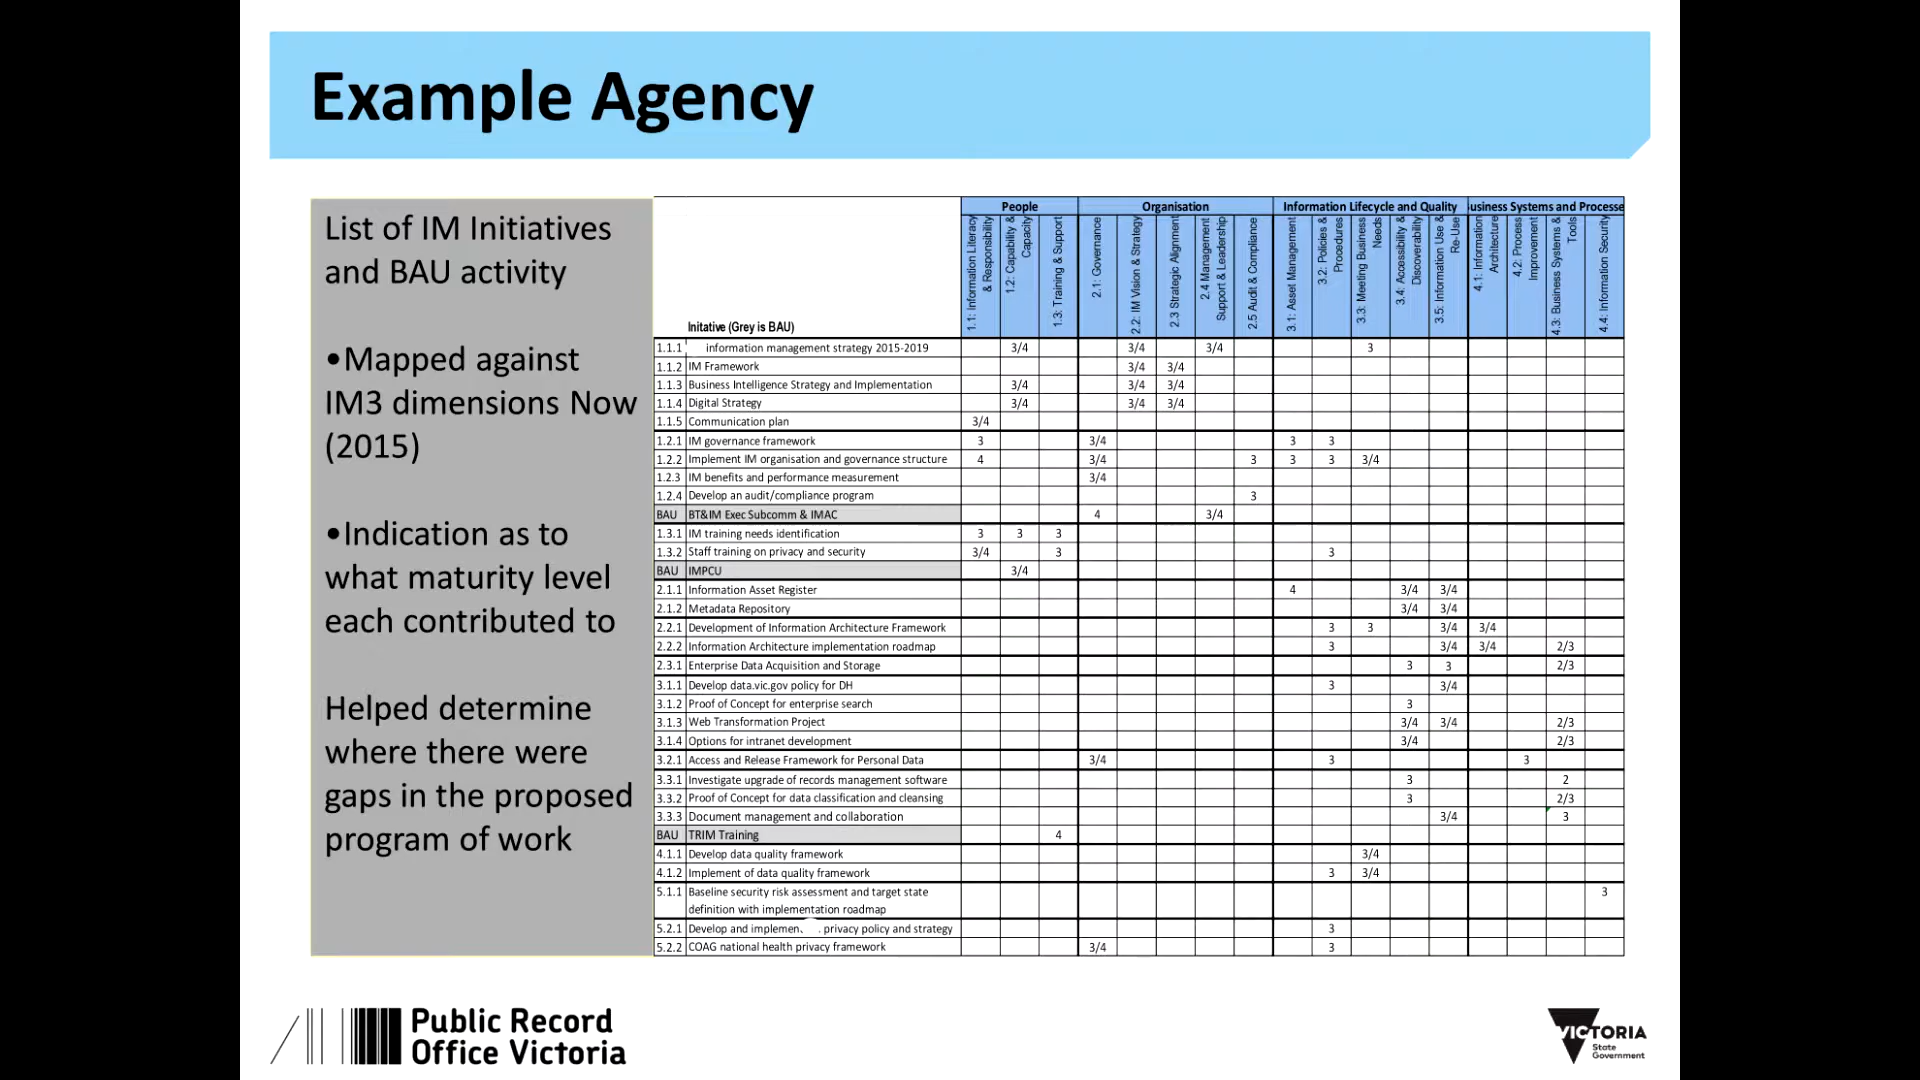 Example Agency
List of IM Initiatives
and BAU activity
•Mapped against
IM3 dimensions Now
(2015)
•Indication as to
what maturity level
each contributed to
Helped determine
where there were
gaps in the proposed
program of work
People Organisation Information Lifecycle and Quality usiness Systems and Processe
Initative (Grey is BAU)
1.1: Information Literacy
& Responsibility
1.2: Capability &
Capacity
1.3: Training & Support
2.1: Governance
2.2: IM Vision & Strategy
2.3 Strategic Alignment
2.4 Management
Support & Leadership
2.5 Audit & Compliance
3.1: Asset Management
3.2: Policies &
Procedures
3.3: Meeting Business
Needs
3.4: Accessibility &
Discoverability
3.5: Information Use &
Re-Use
4.1: Information
Architecture
4.2: Process
Improvement
4.3: Business Systems &
Tools
4.4: Information Security
1.1.1 information management strategy 2015-2019 3/4 3/4 3/4 3
1.1.2 IM Framework 3/4 3/4
1.1.3 Business Intelligence Strategy and Implementation 3/4 3/4 3/4
1.1.4 Digital Strategy 3/4 3/4 3/4
1.1.5 Communication plan 3/4
1.2.1 IM governance framework 3 3/4 3 3
1.2.2 Implement IM organisation and governance structure 4 3/4 3 3 3 3/4
1.2.3 IM benefits and performance measurement 3/4
1.2.4 Develop an audit/compliance program 3
BAU BT&IM Exec Subcomm & IMAC 4 3/4
1.3.1 IM training needs identification 3 3 3
1.3.2 Staff training on privacy and security 3/4 3 3
BAU IMPCU 3/4
2.1.1 Information Asset Register 4 3/4 3/4
2.1.2 Metadata Repository 3/4 3/4
2.2.1 Development of Information Architecture Framework 3 3 3/4 3/4
2.2.2 Information Architecture implementation roadmap 3 3/4 3/4 2/3
2.3.1 Enterprise Data Acquisition and Storage 3 3 2/3
3.1.1 Develop data.vic.gov policy for DH 3 3/4
3.1.2 Proof of Concept for enterprise search 3
3.1.3 Web Transformation Project 3/4 3/4 2/3
3.1.4 Options for intranet development 3/4 2/3
3.2.1 Access and Release Framework for Personal Data 3/4 3 3
3.3.1 Investigate upgrade of records management software 3 2
3.3.2 Proof of Concept for data classification and cleansing 3 2/3
3.3.3 Document management and collaboration 3/4 3
BAU TRIM Training 4
4.1.1 Develop data quality framework 3/4
4.1.2 Implement of data quality framework 3 3/4
5.1.1 Baseline security risk assessment and target state 3
definition with implementation roadmap
5.2.1 Develop and implemen. . privacy policy and strategy 3
5.2.2 COAG national health privacy framework 3/4 3
Public Record
Office Victoria
VICTORIA
State
Government